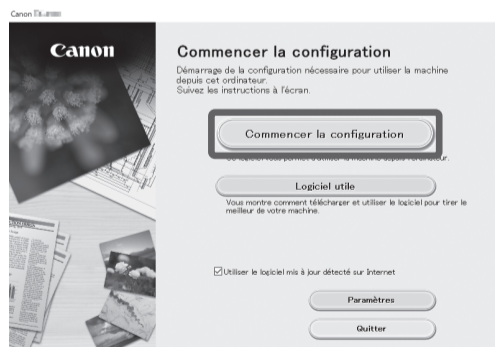 Canon
Canon
Commencer la configuration
Démarrage de la configuration nécessaire pour utiliser la machine
depuis cet ordinateur.
Suivez les instructions à l'écran.
Commencer la configuration
Logiciel utile
Vous montre comment télécharger et utiliser le logiciel pour tirer le
meilleur de votre machine.
Utiliser le logiciel mis à jour détecté sur Internet
Paramètres
Quitter